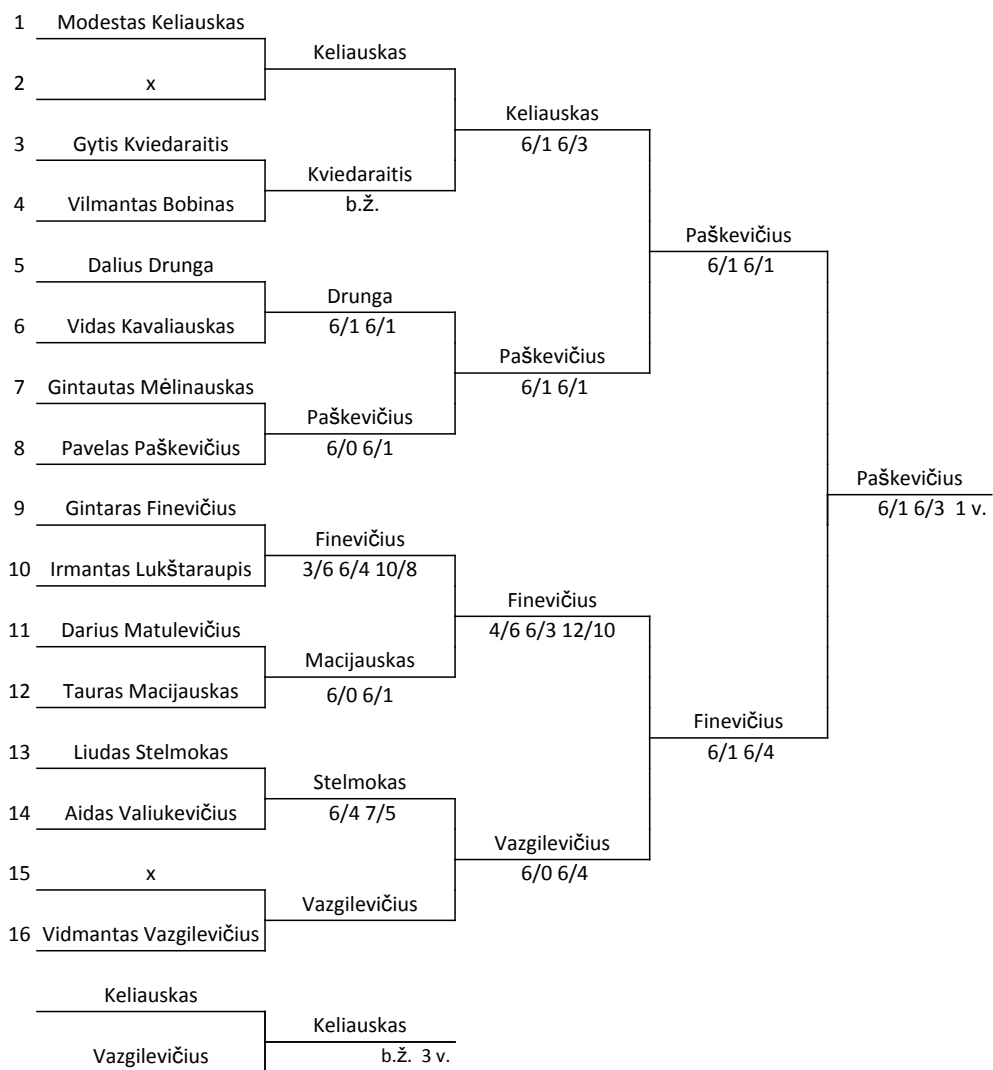 1 Modestas Keliauskas
Keliauskas
2 x
Keliauskas
6/1 6/3
3 Gytis Kviedaraitis
Kviedaraitis
b.ž.
4 Vilmantas Bobinas
Paškevičius
6/1 6/1
5 Dalius Drunga
Drunga
6/1 6/1
6 Vidas Kavaliauskas
Paškevičius
6/1 6/1
7 Gintautas Mėlinauskas
Paškevičius
6/0 6/1
8 Pavelas Paškevičius
Paškevičius
6/1 6/3 1 v.
9 Gintaras Finevičius
Finevičius
3/6 6/4 10/8
10 Irmantas Lukštaraupis
Finevičius
4/6 6/3 12/10
11 Darius Matulevičius
Macijauskas
6/0 6/1
12 Tauras Macijauskas
Finevičius
6/1 6/4
13 Liudas Stelmokas
Stelmokas
6/4 7/5
14 Aidas Valiukevičius
Vazgilevičius
6/0 6/4
15 x
Vazgilevičius
16 Vidmantas Vazgilevičius
Keliauskas
Keliauskas
b.ž. 3 v.
Vazgilevičius